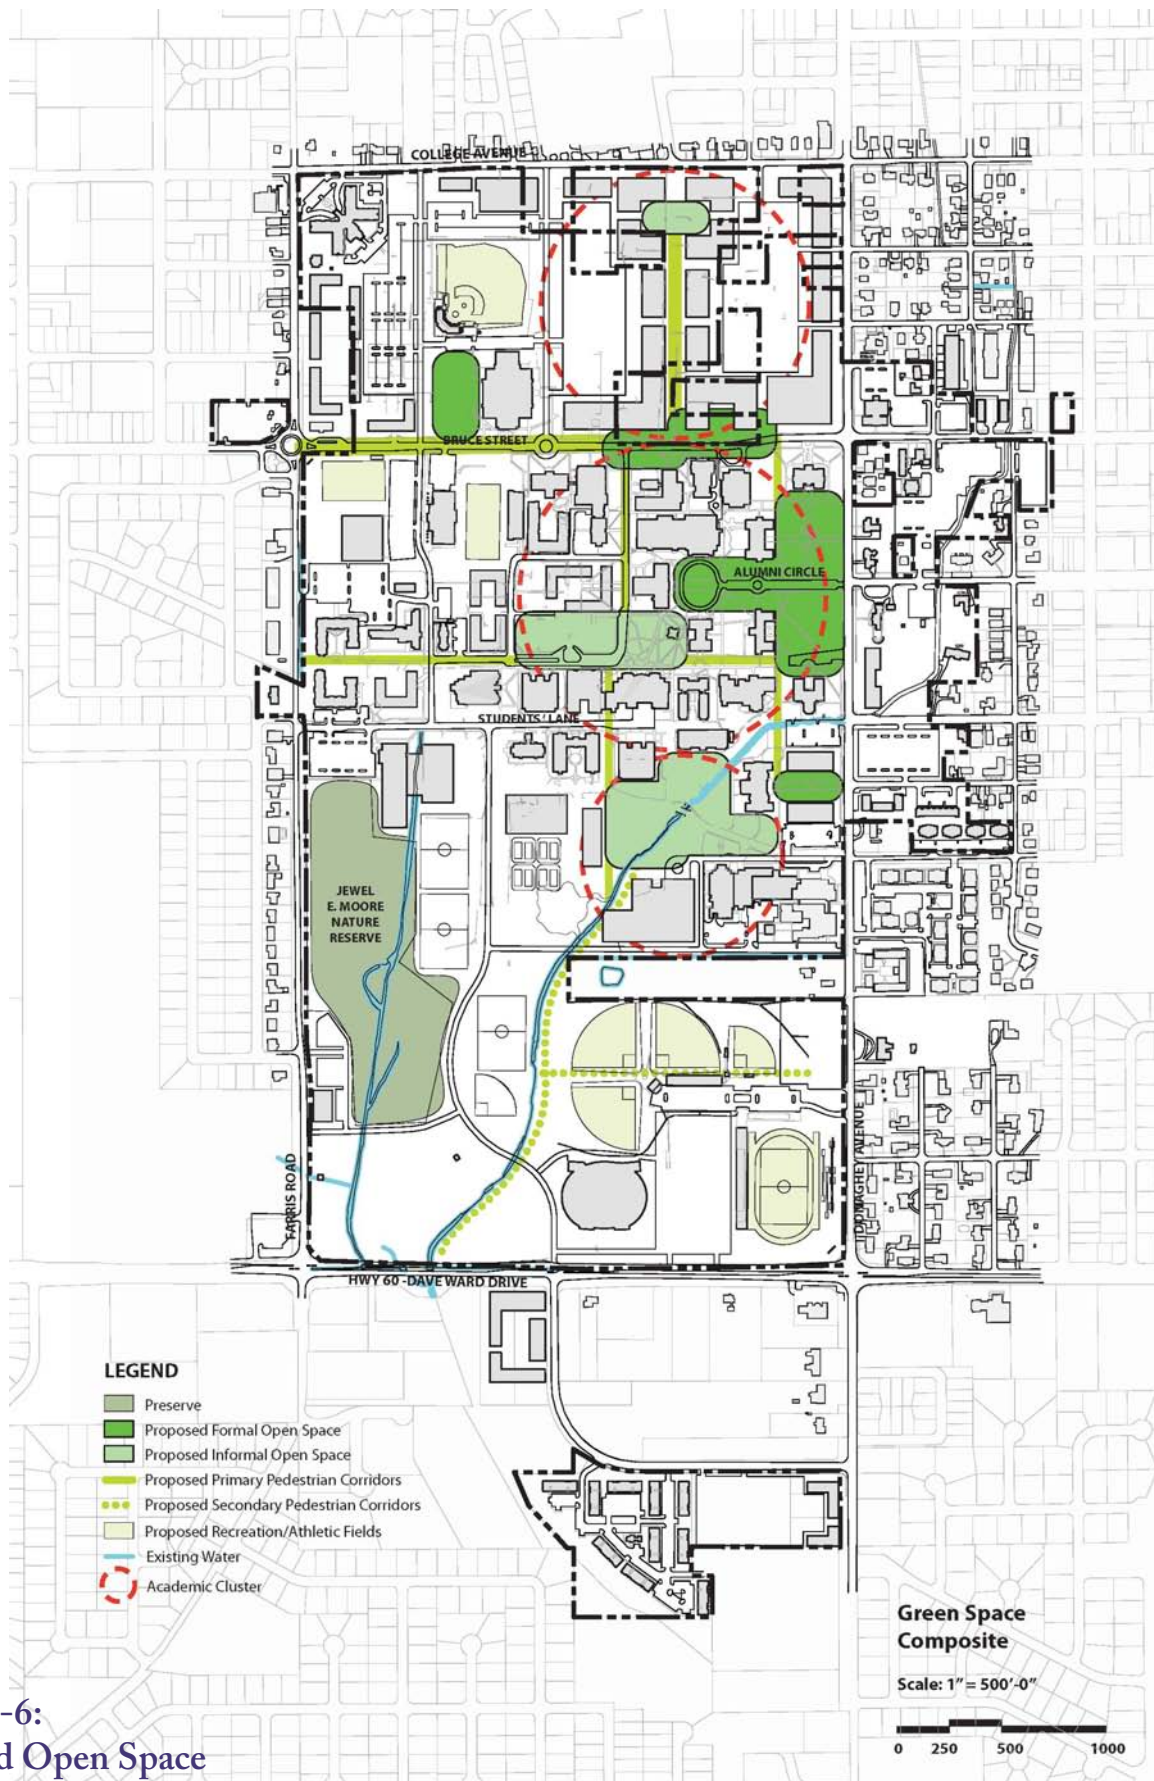 COLLEGE AVENUE
BRUCE STREET
ALUMNI CIRCLE
STUDENTS' LANE
JEWEL
E. MOORE
NATURE
RESERVE
FARRIS ROAD
DONAGHEY AVENUE
HWY 60 -DAVE WARD DRIVE
LEGEND
Preserve
Proposed Formal Open Space
Proposed Informal Open Space
Proposed Primary Pedestrian Corridors
Proposed Secondary Pedestrian Corridors
Proposed Recreation/Athletic Fields
Existing Water
Academic Cluster
Green Space
Composite
Scale: 1"= 500'-0"
0 250 500 1000
-6:
d Open Space